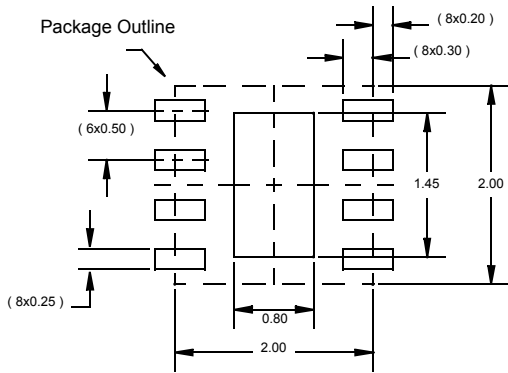 ( 8x0.20 )
Package Outline
( 8x0.30 )
( 6x0.50 )
1.45
2.00
( 8x0.25 )
0.80
2.00